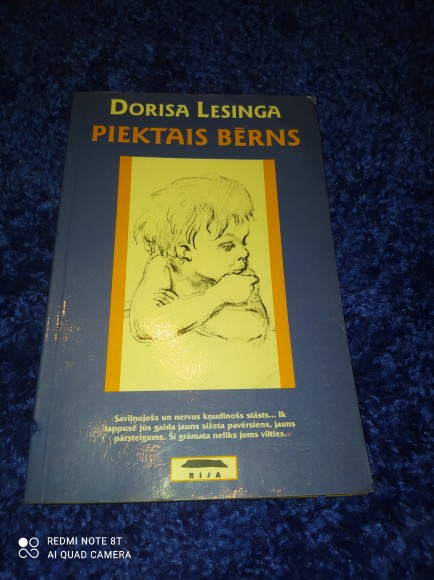 DORISA LESINGA
PIEKTAIS BĒRNS
Saviļņojošs un nervus kņudinošs stāsts... Ik
lappusē jūs gaida jauns sižeta pavērsiens, jauns
pārsteigums. Šī grāmata neliks jums vilties.
RIJA
REDMI NOTE 8T
AI QUAD CAMERA